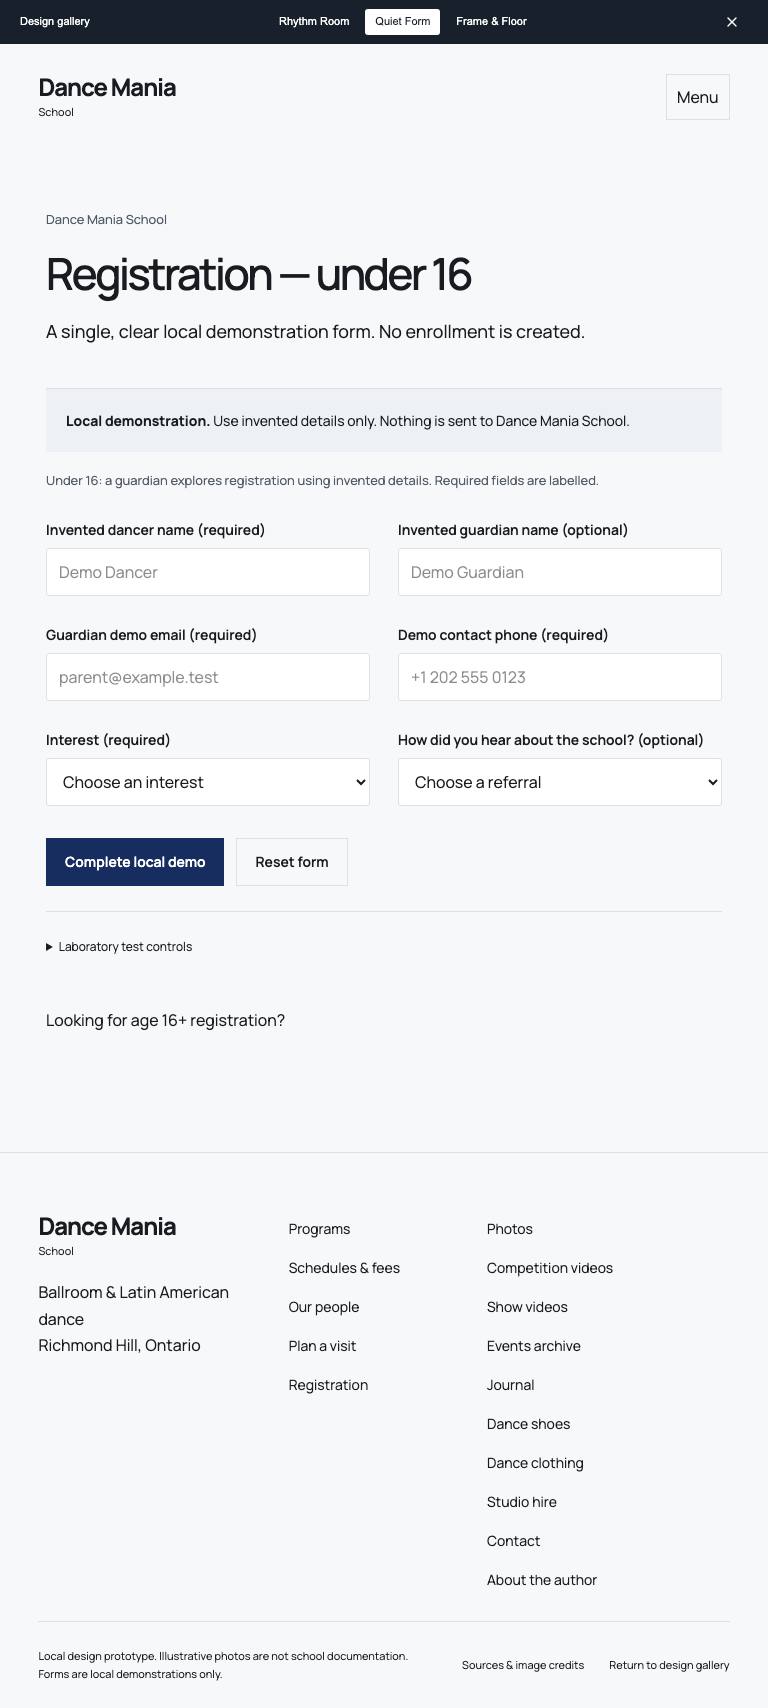 Design gallery
Rhythm Room
Quiet Form
Frame & Floor
×
Dance Mania
School
Menu
Dance Mania School
Registration — under 16
A single, clear local demonstration form. No enrollment is created.
Local demonstration. Use invented details only. Nothing is sent to Dance Mania School.
Under 16: a guardian explores registration using invented details. Required fields are labelled.
Invented dancer name (required)
Demo Dancer
Invented guardian name (optional)
Demo Guardian
Guardian demo email (required)
parent@example.test
Demo contact phone (required)
+1 202 555 0123
Interest (required)
Choose an interest
How did you hear about the school? (optional)
Choose a referral
Complete local demo
Reset form
Laboratory test controls
Looking for age 16+ registration?
Dance Mania
School
Ballroom & Latin American
dance
Richmond Hill, Ontario
Programs
Schedules & fees
Our people
Plan a visit
Registration
Photos
Competition videos
Show videos
Events archive
Journal
Dance shoes
Dance clothing
Studio hire
Contact
About the author
Local design prototype. Illustrative photos are not school documentation.
Forms are local demonstrations only.
Sources & image credits
Return to design gallery